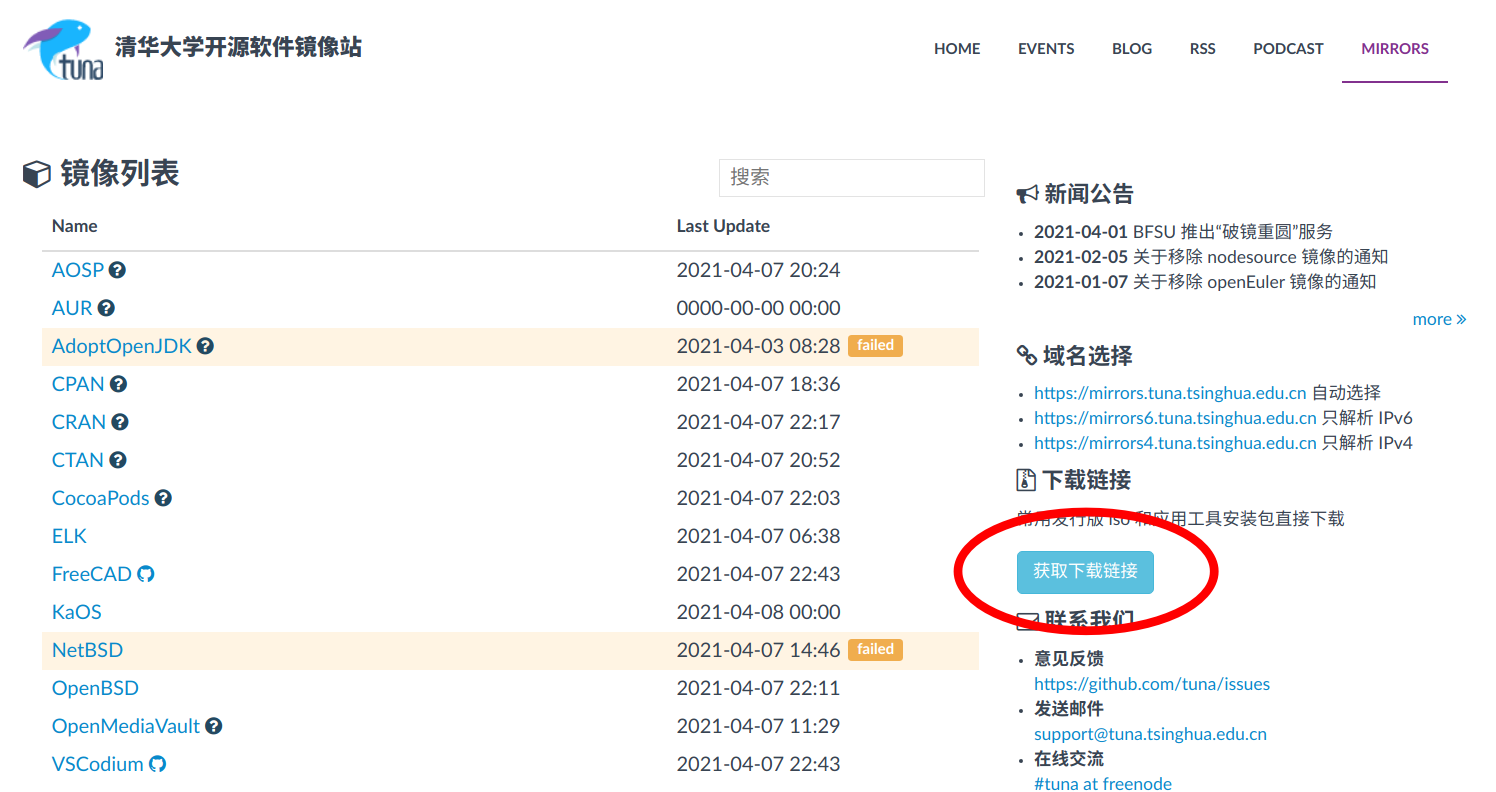 tuna
清华大学开源软件镜像站
HOME EVENTS BLOG RSS PODCAST MIRRORS
镜像列表
搜索
Name Last Update
AOSP 2021-04-07 20:24
AUR 0000-00-00 00:00
AdoptOpenJDK 2021-04-03 08:28 failed
CPAN 2021-04-07 18:36
CRAN 2021-04-07 22:17
CTAN 2021-04-07 20:52
CocoaPods 2021-04-07 22:03
ELK 2021-04-07 06:38
FreeCAD 2021-04-07 22:43
KaOS 2021-04-08 00:00
NetBSD 2021-04-07 14:46 failed
OpenBSD 2021-04-07 22:11
OpenMediaVault 2021-04-07 11:29
VSCodium 2021-04-07 22:43
新闻公告
2021-04-01 BFSU 推出“破镜重圆”服务
2021-02-05 关于移除 nodesource 镜像的通知
2021-01-07 关于移除 openEuler 镜像的通知
more »
域名选择
https://mirrors.tuna.tsinghua.edu.cn 自动选择
https://mirrors6.tuna.tsinghua.edu.cn 只解析 IPv6
https://mirrors4.tuna.tsinghua.edu.cn 只解析 IPv4
下载链接
常用发行版 iso 和应用工具安装包直接下载
获取下载链接
联系我们
意见反馈
https://github.com/tuna/issues
发送邮件
support@tuna.tsinghua.edu.cn
在线交流
#tuna at freenode